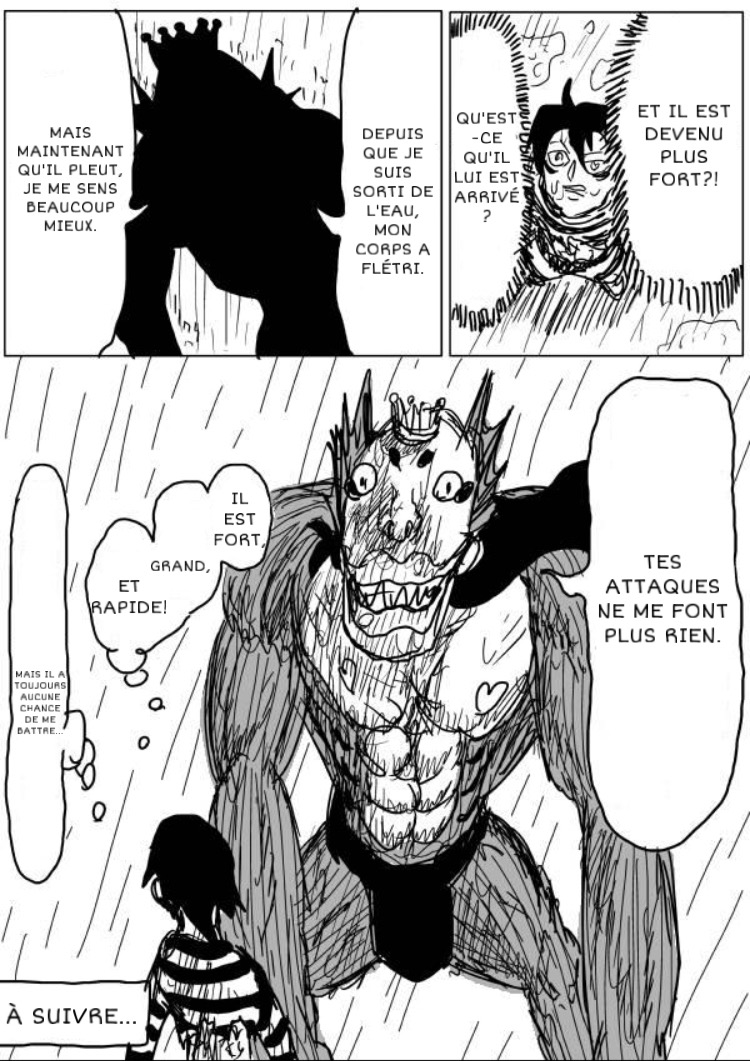 ET IL EST
DEVENU
PLUS
FORT?!
QU'EST
-CE
QU'IL
LUI EST
ARRIVÉ
?
DEPUIS
QUE JE
SUIS
SORTI DE
L'EAU,
MON
CORPS A
FLÉTRI.
MAIS
MAINTENANT
QU'IL PLEUT,
JE ME SENS
BEAUCOUP
MIEUX.
TES
ATTAQUES
NE ME FONT
PLUS RIEN.
IL
EST
FORT,
GRAND,
ET
RAPIDE!
MAIS IL A
TOUJOURS
AUCUNE
CHANCE
DE ME
BATTRE...
À SUIVRE...